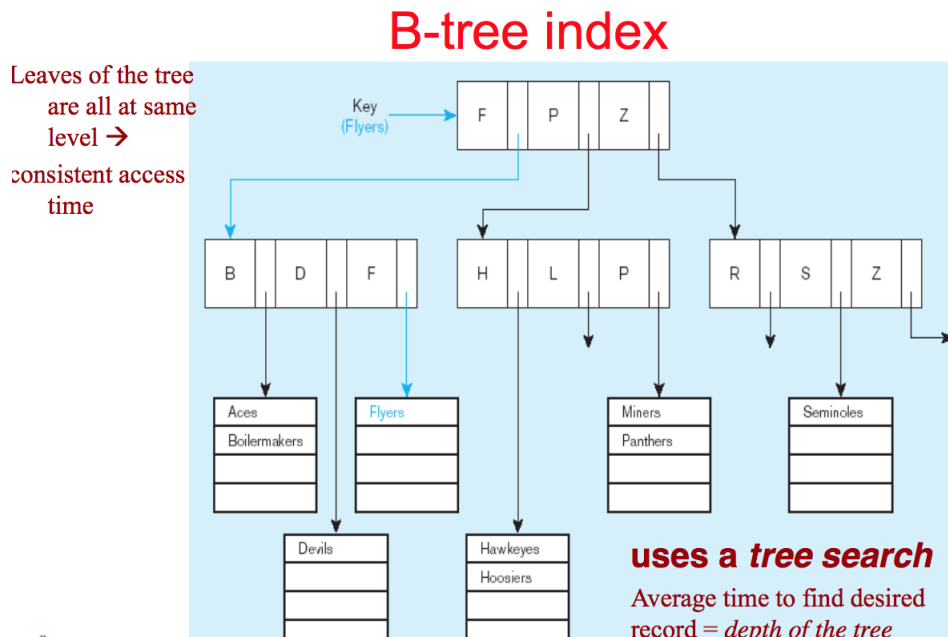 B-tree index
Leaves of the tree
are all at same
level →
consistent access
time
Key
(Flyers)
F P Z
B D F
H L P
R S Z
Aces
Boilermakers
Flyers
Miners
Panthers
Seminoles
Devils
Hawkeyes
Hoosiers
uses a tree search
Average time to find desired
record = depth of the tree